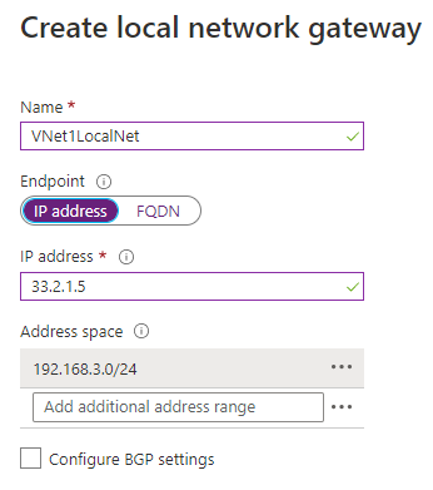 Create local network gateway
Name *
VNet1LocalNet
Endpoint
IP address FQDN
IP address *
33.2.1.5
Address space
192.168.3.0/24
Add additional address range
Configure BGP settings